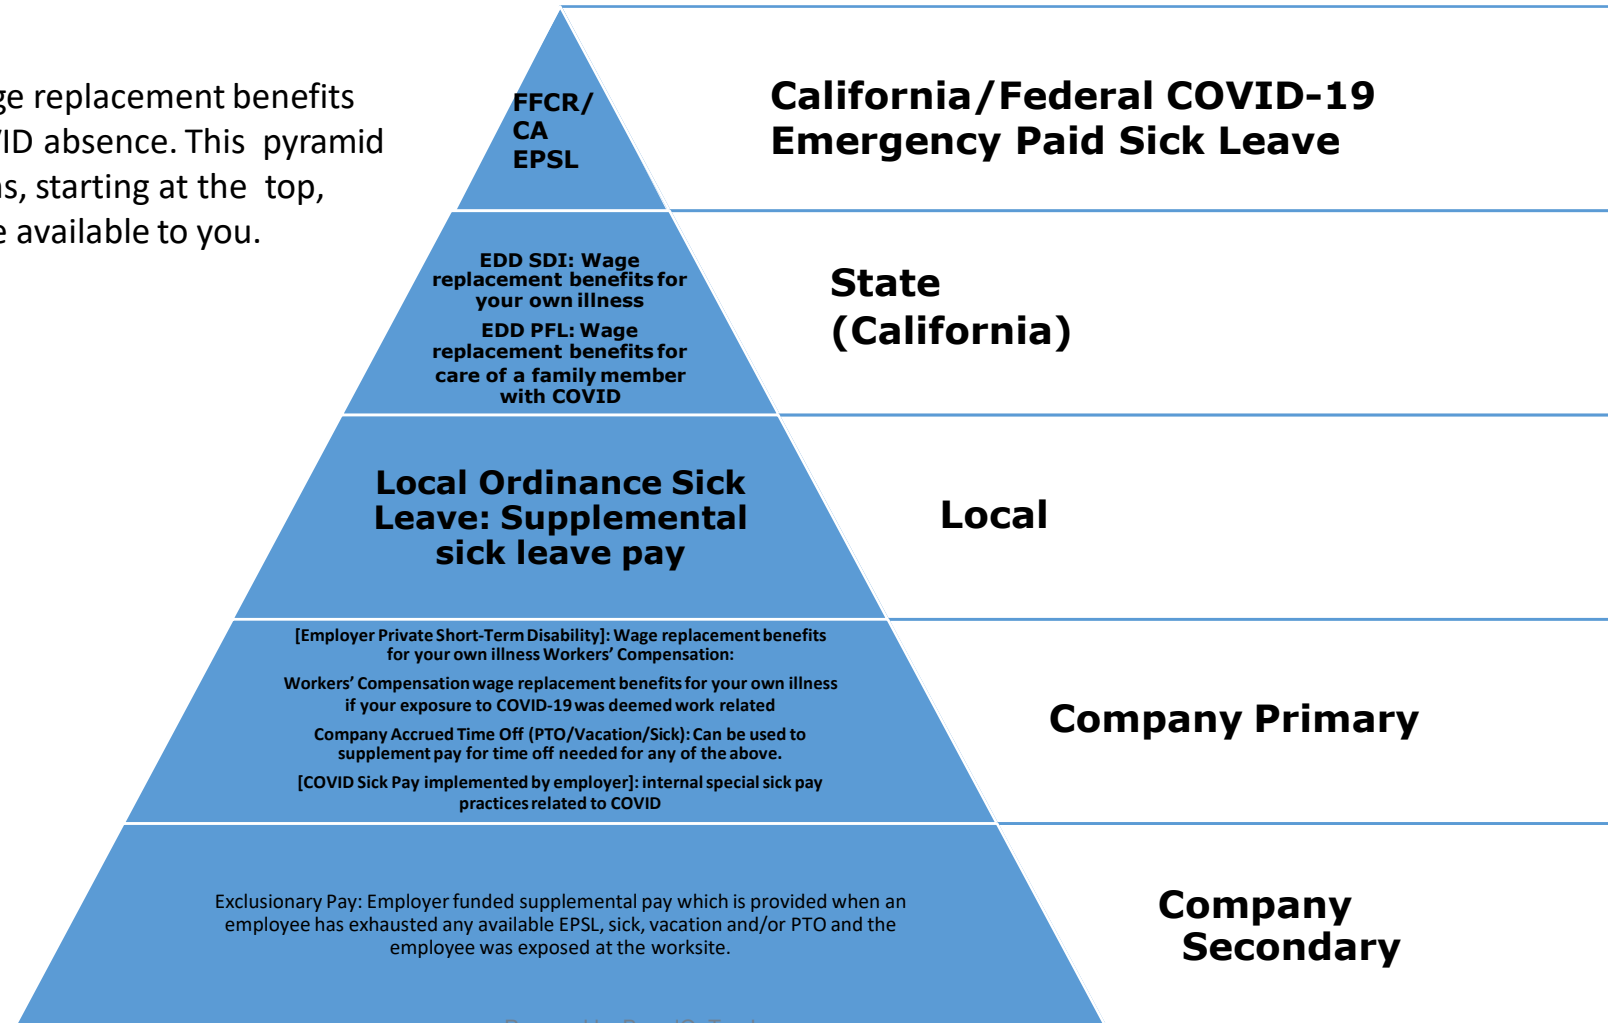 replacement benefits
absence. This pyramid
starting at the top,
available to you.
FFCR/
CA
EPSL
California/Federal COVID-19
Emergency Paid Sick Leave
EDD SDI: Wage
replacement benefits for
your own illness
EDD PFL: Wage
replacement benefits for
care of a family member
with COVID
State
(California)
Local Ordinance Sick
Leave: Supplemental
sick leave pay
Local
[Employer Private Short-Term Disability]: Wage replacement benefits
for your own illness Workers' Compensation:
Workers' Compensation wage replacement benefits for your own illness
if your exposure to COVID-19 was deemed work related
Company Accrued Time Off (PTO/Vacation/Sick): Can be used to
supplement pay for time off needed for any of the above.
[COVID Sick Pay implemented by employer]: internal special sick pay
practices related to COVID
Company Primary
Exclusionary Pay: Employer funded supplemental pay which is provided when an
employee has exhausted any available EPSL, sick, vacation and/or PTO and the
employee was exposed at the worksite.
Company
Secondary